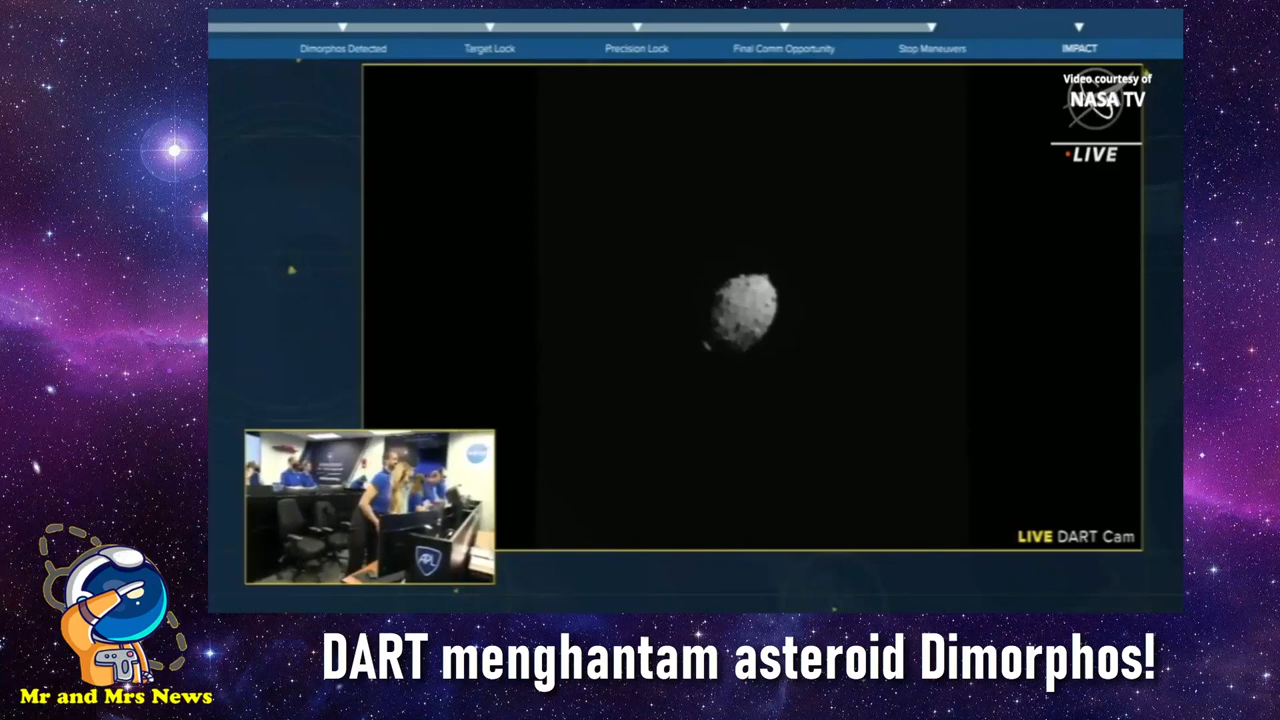 Dimorphos Detected
Target Lock
Precision Lock
Final Comm Opportunity
Stop Maneuvers
IMPACT
Video courtesy of
NASA TV
LIVE
APL
LIVE DART Cam
DART menghantam asteroid Dimorphos!
Mr and Mrs News